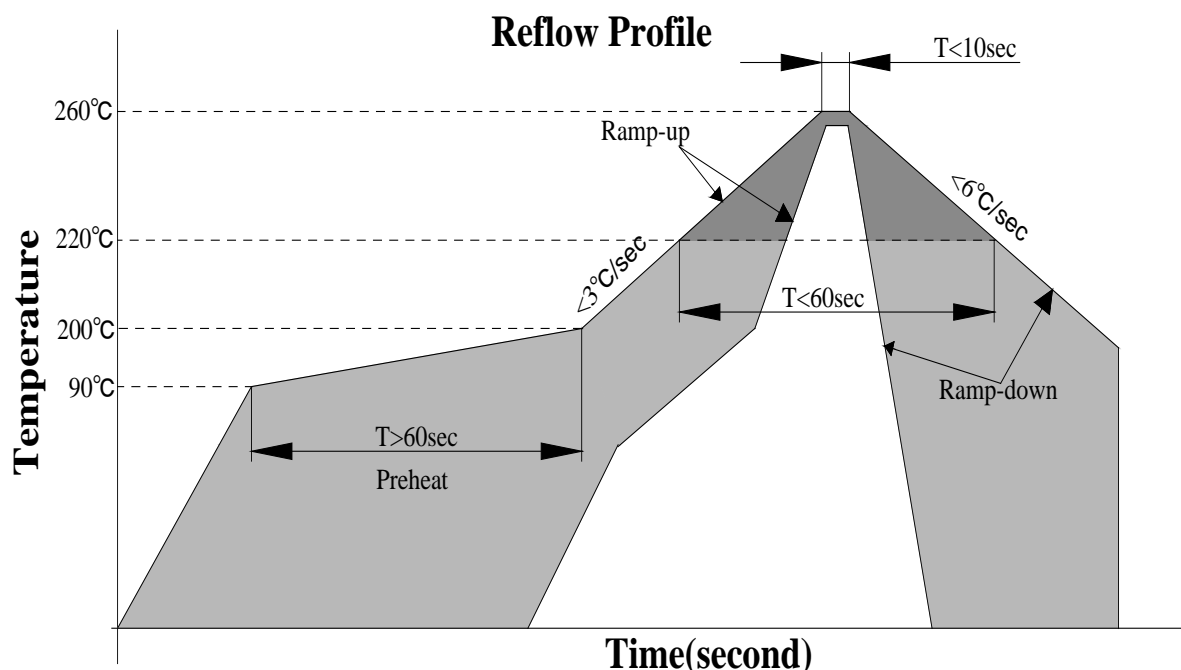 Reflow Profile
T<10sec
260℃
Ramp-up
<6℃/sec
220℃
<3℃/sec
T<60sec
200℃
90℃
Ramp-down
T>60sec
Preheat
Temperature
Time(second)